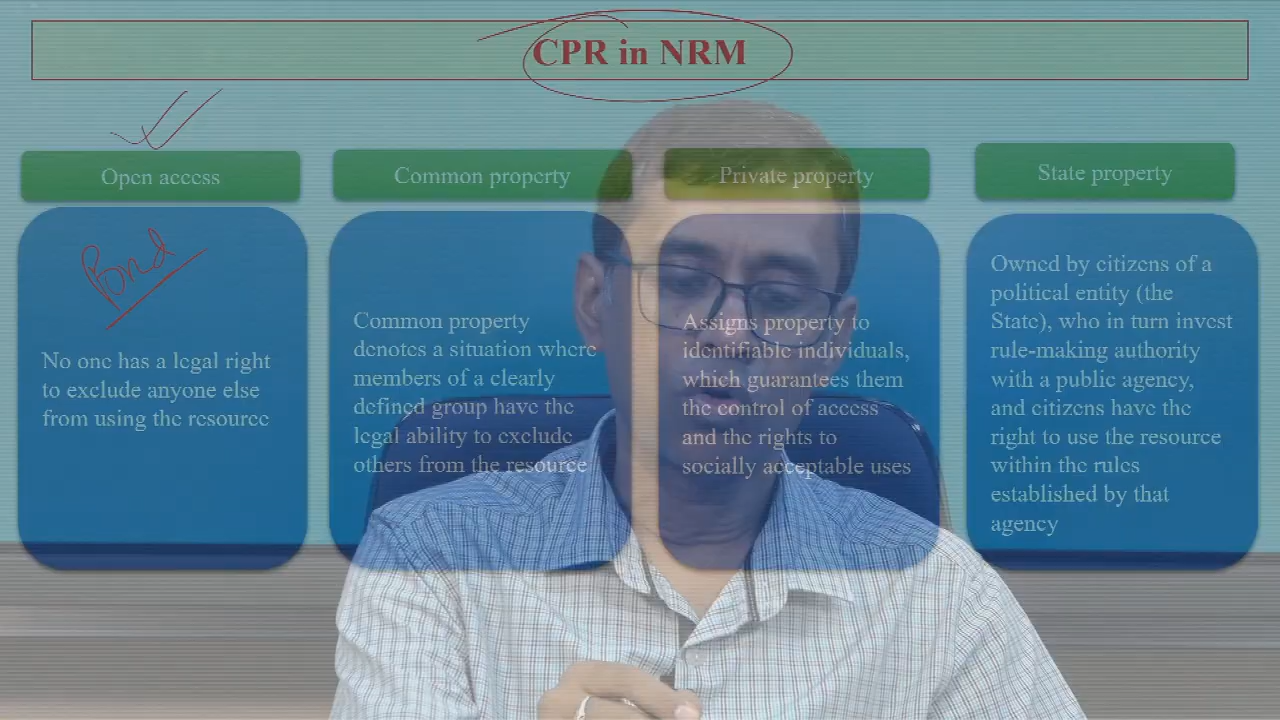 CPR in NRM
Open access
Pond
No one has a legal right
to exclude anyone else
from using the resource
Common property
Common property
denotes a situation where
members of a clearly
defined group have the
legal ability to exclude
others from the resource
Private property
Assigns property to
identifiable individuals,
which guarantees them
the control of access
and the rights to
socially acceptable uses
State property
Owned by citizens of a
political entity (the
State), who in turn invest
rule-making authority
with a public agency,
and citizens have the
right to use the resource
within the rules
established by that
agency